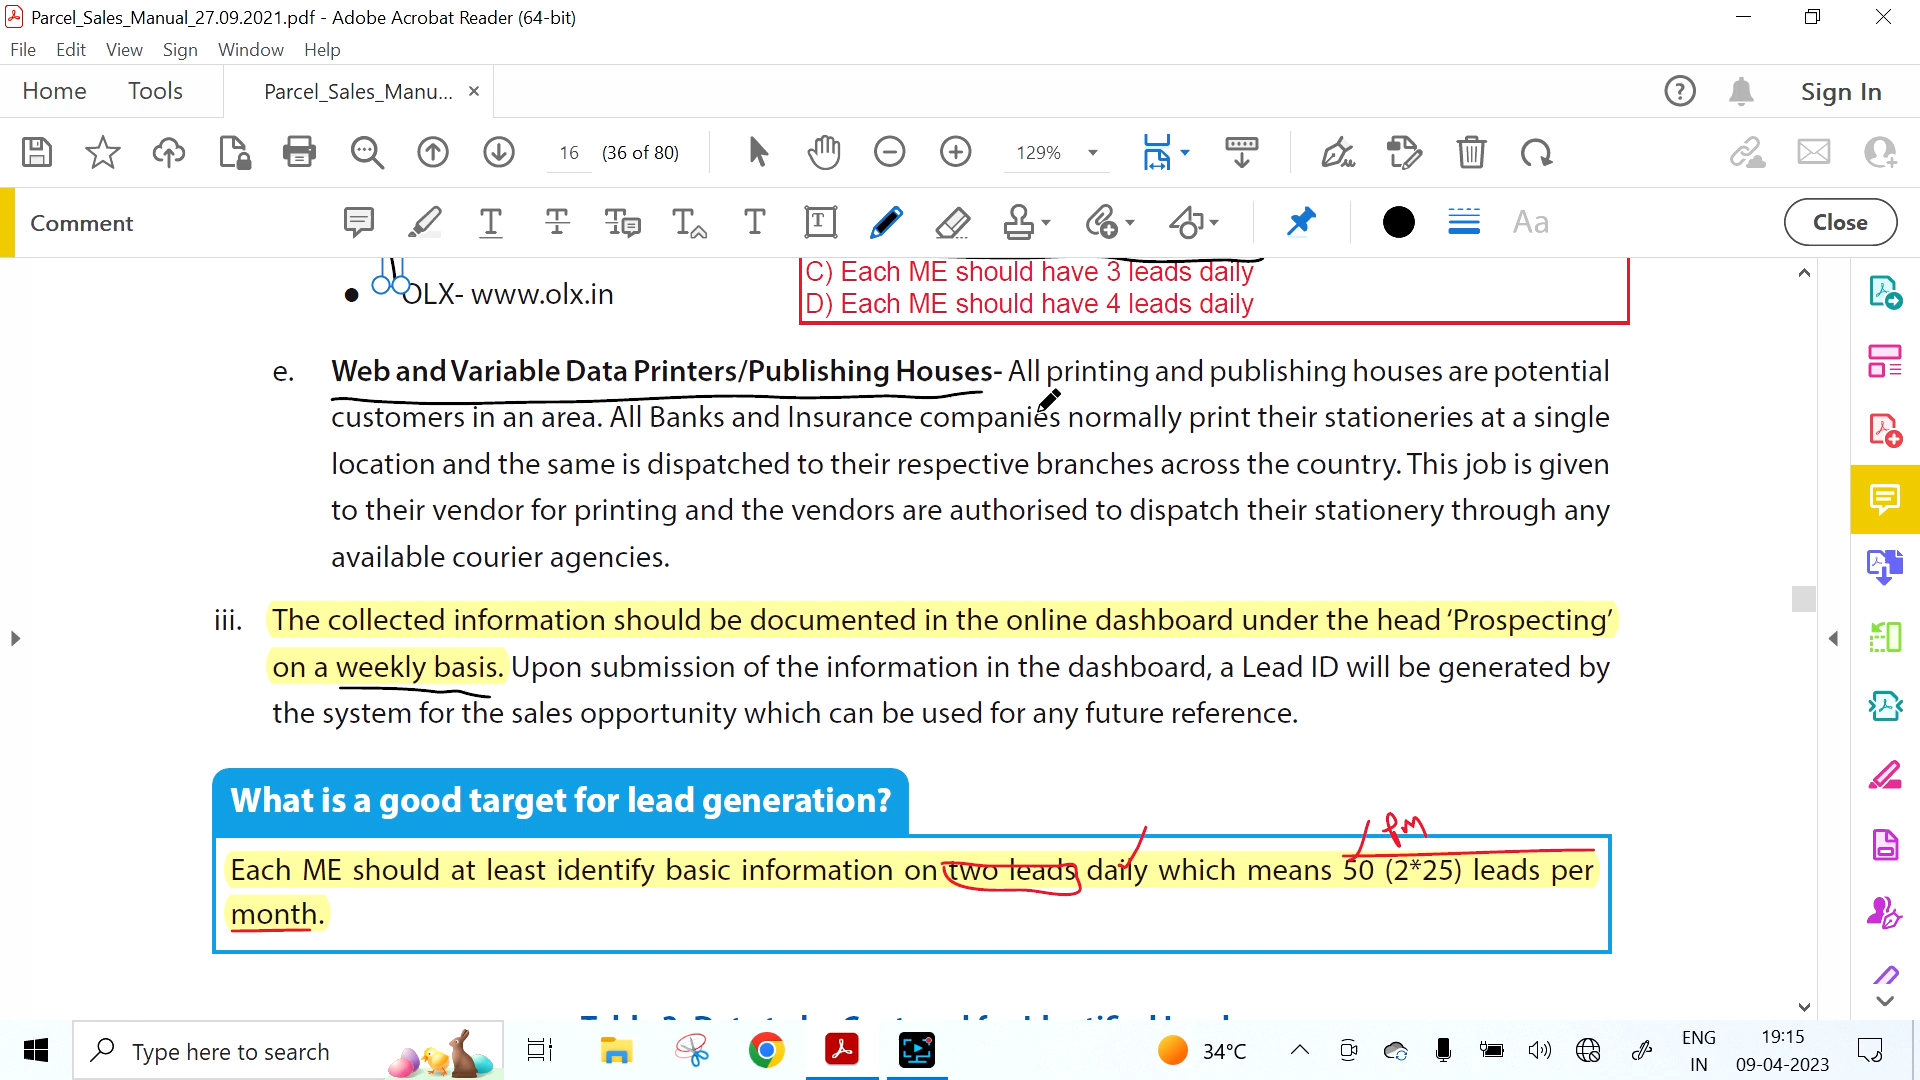 Parcel_Sales_Manual_27.09.2021.pdf - Adobe Acrobat Reader (64-bit)
File Edit View Sign Window Help
Home Tools Parcel_Sales_Manu... × Sign In
16 (36 of 80) 129%
Comment Aa Close
C) Each ME should have 3 leads daily
• OLX- www.olx.in
D) Each ME should have 4 leads daily
e. Web and Variable Data Printers/Publishing Houses- All printing and publishing houses are potential
customers in an area. All Banks and Insurance companies normally print their stationeries at a single
location and the same is dispatched to their respective branches across the country. This job is given
to their vendor for printing and the vendors are authorised to dispatch their stationery through any
available courier agencies.
iii. The collected information should be documented in the online dashboard under the head ‘Prospecting’
on a weekly basis. Upon submission of the information in the dashboard, a Lead ID will be generated by
the system for the sales opportunity which can be used for any future reference.
What is a good target for lead generation?
Each ME should at least identify basic information on two leads daily which means 50 (2*25) leads per
month.
Type here to search
34°C
ENG
IN
19:15
09-04-2023